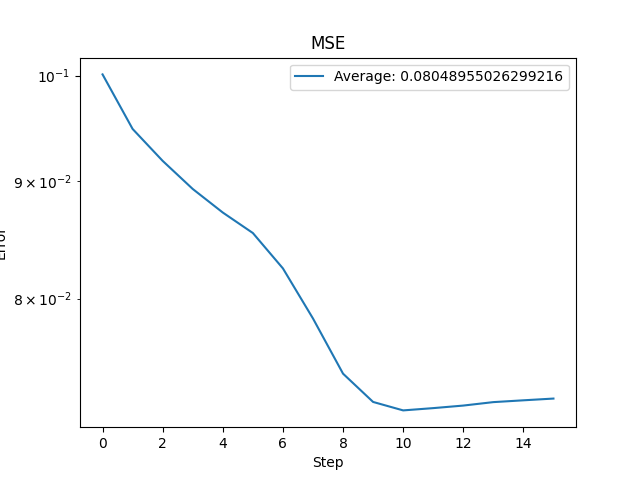 MSE
Average: 0.08048955026299216
10⁻¹
9 × 10⁻²
8 × 10⁻²
Error
0 2 4 6 8 10 12 14
Step